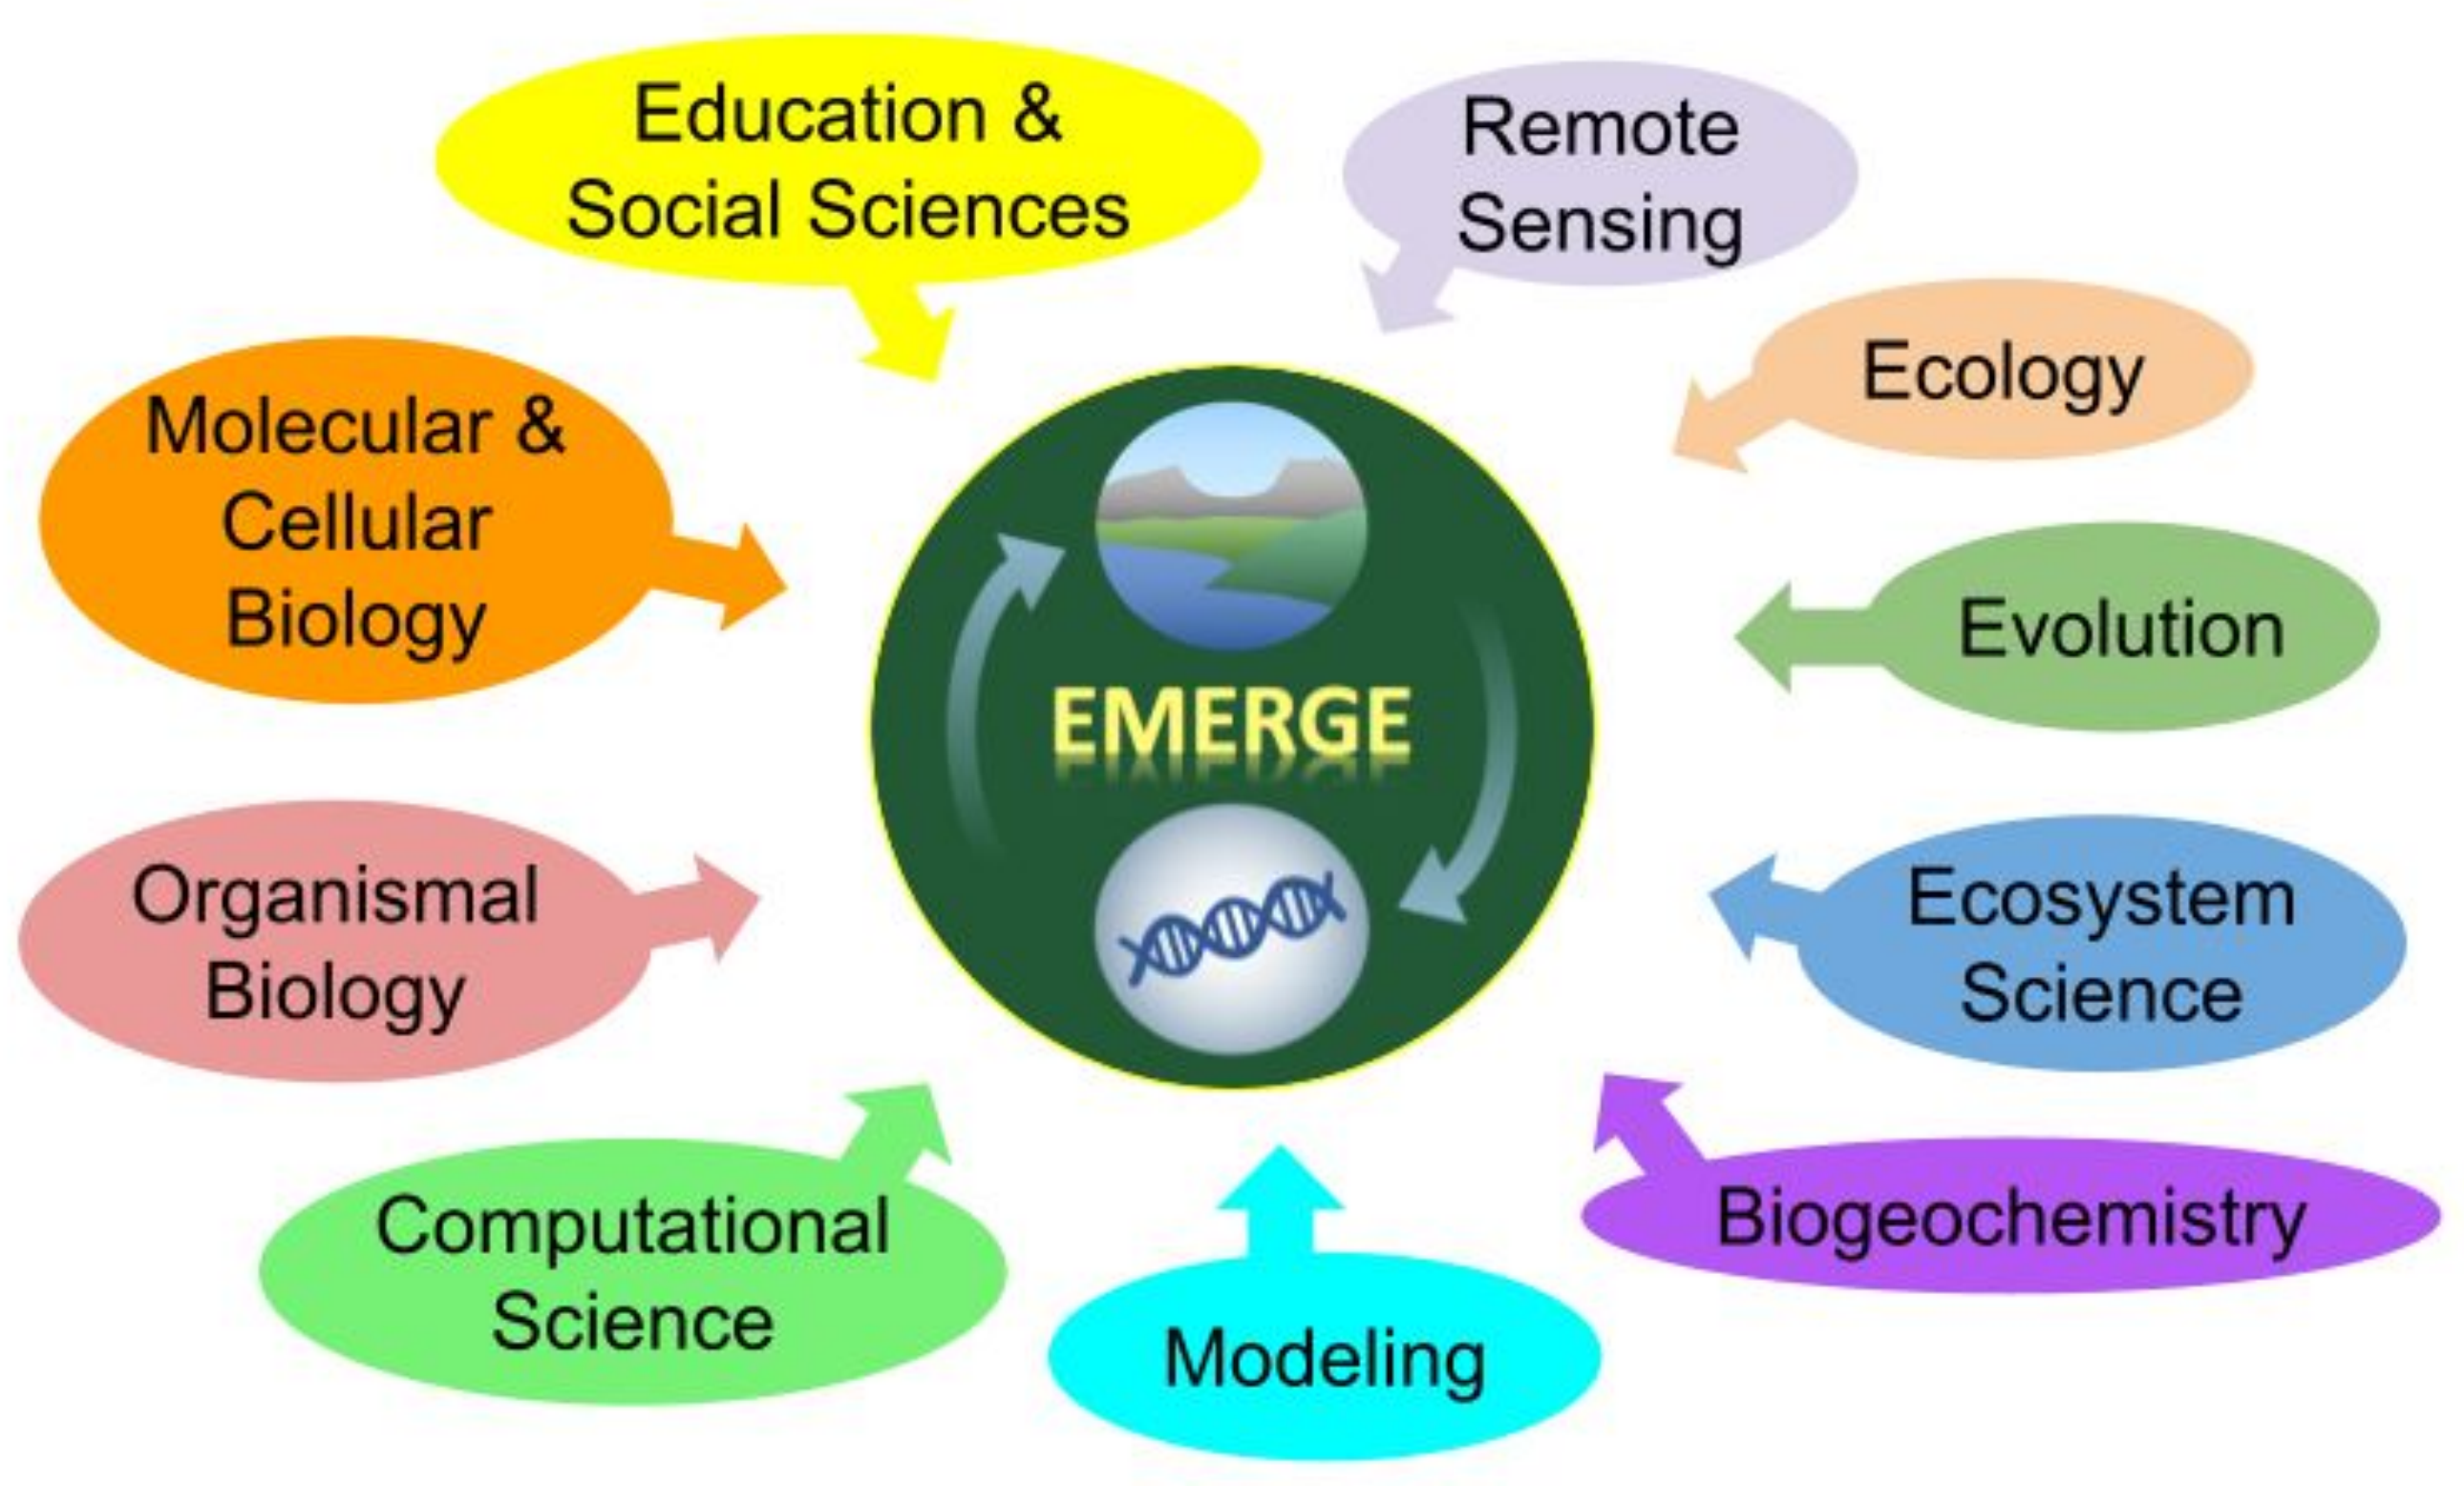 Education &
Social Sciences
Remote
Sensing
Ecology
Molecular &
Cellular
Biology
Evolution
EMERGE
Organismal
Biology
Ecosystem
Science
Computational
Science
Biogeochemistry
Modeling